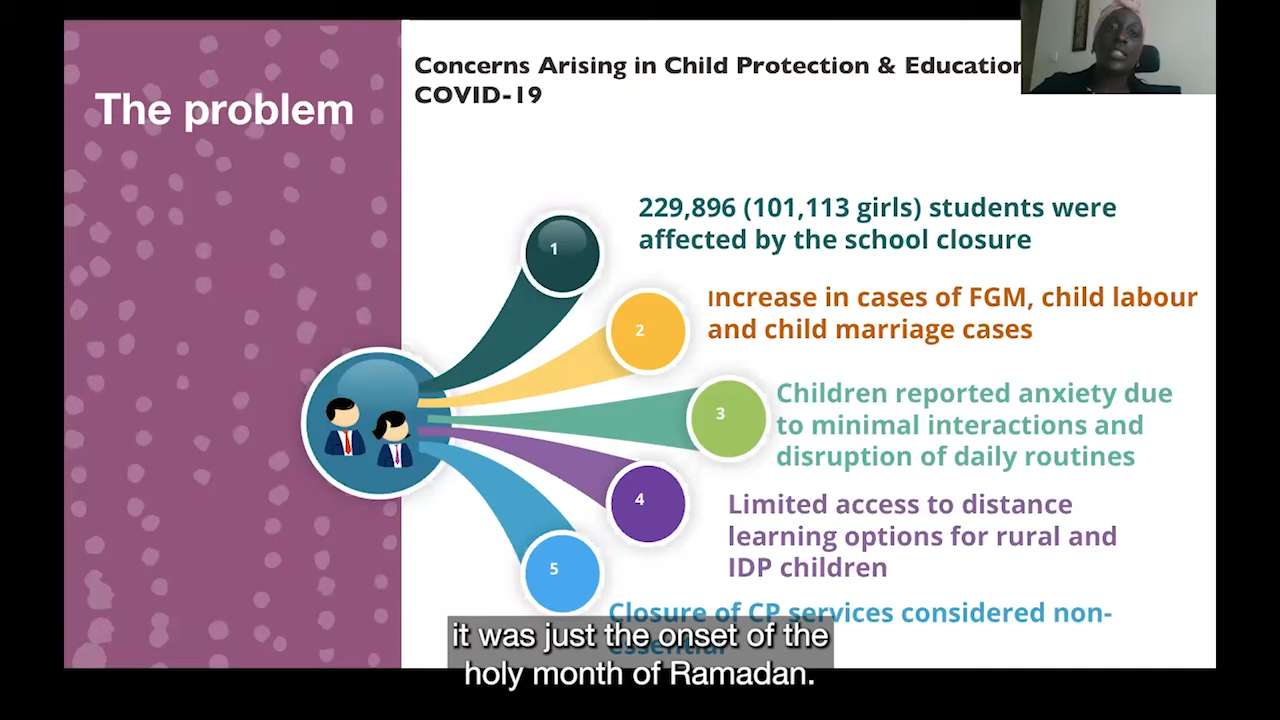 The problem
Concerns Arising in Child Protection & Education
COVID-19
1
229,896 (101,113 girls) students were
affected by the school closure
2
Increase in cases of FGM, child labour
and child marriage cases
3
Children reported anxiety due
to minimal interactions and
disruption of daily routines
4
Limited access to distance
learning options for rural and
IDP children
5
Closure of CP services considered non-
essential
it was just the onset of the
holy month of Ramadan.